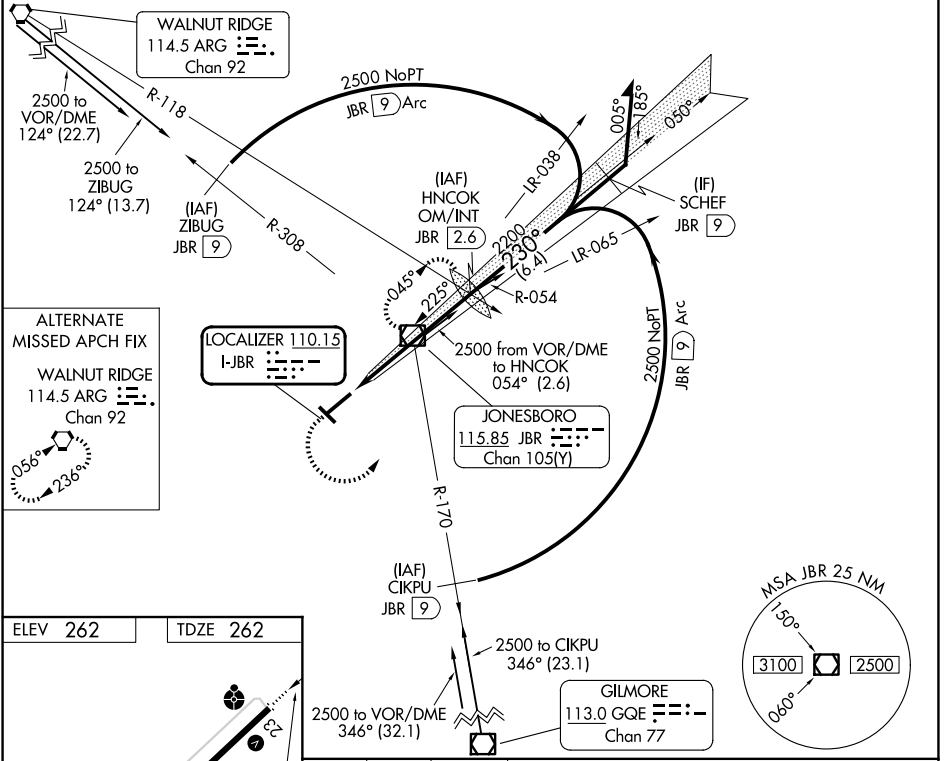 WALNUT RIDGE
114.5 ARG
Chan 92
2500 to
VOR/DME
124° (22.7)
R-118
2500 to
ZIBUG
124° (13.7)
2500 NoPT
JBR 9 Arc
(IAF)
ZIBUG
JBR 9
R-308
(IAF)
HNCOK
OM/INT
JBR 2.6
LR-038
005°
185°
050°
(IF)
SCHEF
JBR 9
2200
230°
(6.4)
LR-065
R-054
045°
225°
2500 NoPT
JBR 9 Arc
ALTERNATE
MISSED APCH FIX
WALNUT RIDGE
114.5 ARG
Chan 92
056°
236°
LOCALIZER 110.15
I-JBR
2500 from VOR/DME
to HNCOK
054° (2.6)
JONESBORO
115.85 JBR
Chan 105(Y)
R-170
(IAF)
CIKPU
JBR 9
2500 to CIKPU
346° (23.1)
2500 to VOR/DME
346° (32.1)
GILMORE
113.0 GQE
Chan 77
MSA JBR 25 NM
150°
3100
2500
060°
ELEV 262
TDZE 262
23
V